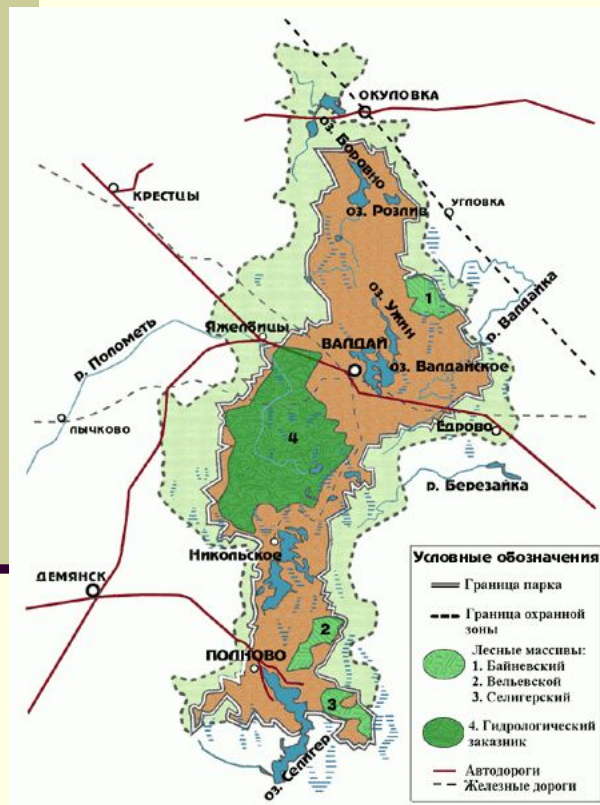 ОКУЛОВКА
оз. Боровно
КРЕСТЦЫ
оз. Розлив
УГЛОВКА
1
оз. Ужин
р. Валдайка
Яжелбицы
р. Поломметь
ВАЛДАЙ
оз. Валдайское
ЛЫЧКОВО
4
Едрово
р. Березайка
Никольское
ДЕМЯНСК
2
ПОЛНОВО
3
оз. Селигер
Условные обозначения
Граница парка
Граница охранной
зоны
Лесные массивы:
1. Байневский
2. Вельевской
3. Селигерский
4. Гидрологический
заказник
Автодороги
Железные дороги